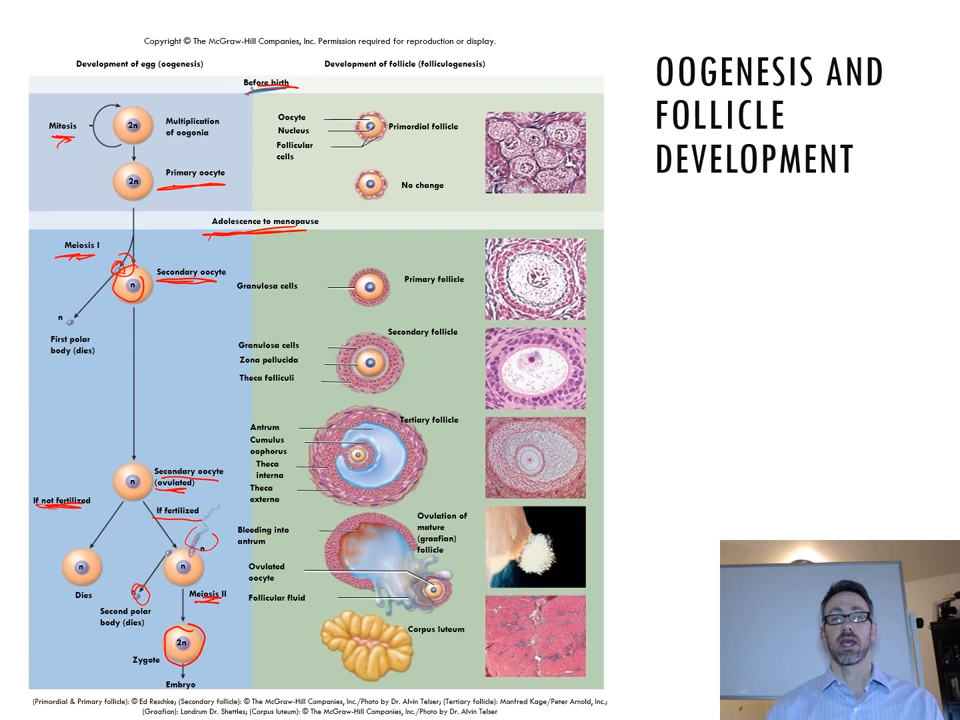 Copyright © The McGraw-Hill Companies, Inc. Permission required for reproduction or display.
OOGENESIS AND
FOLLICLE
DEVELOPMENT
Development of egg (oogenesis)
Development of follicle (folliculogenesis)
Before birth
Mitosis
2n
Multiplication
of oogonia
2n
Primary oocyte
Oocyte
Nucleus
Follicular
cells
Primordial follicle
No change
Adolescence to menopause
Meiosis I
Secondary oocyte
n
n
First polar
body (dies)
Granulosa cells
Primary follicle
Secondary follicle
Granulosa cells
Zona pellucida
Theca folliculi
Tertiary follicle
Antrum
Cumulus
oophorus
Theca
interna
Theca
externa
n
Secondary oocyte
(ovulated)
If not fertilized
If fertilized
n
n
n
Dies
Second polar
body (dies)
Meiosis II
2n
Zygote
Embryo
Bleeding into
antrum
Ovulation of
mature
(graafian)
follicle
Ovulated
oocyte
Follicular fluid
Corpus luteum
(Primordial & Primary follicle): © Ed Reschke; (Secondary follicle): © The McGraw-Hill Companies, Inc./Photo by Dr. Alvin Telser; (Tertiary follicle): Manfred Kage/Peter Arnold, Inc.;
(Graafian): Landrum Dr. Shettles; (Corpus luteum): © The McGraw-Hill Companies, Inc./Photo by Dr. Alvin Telser